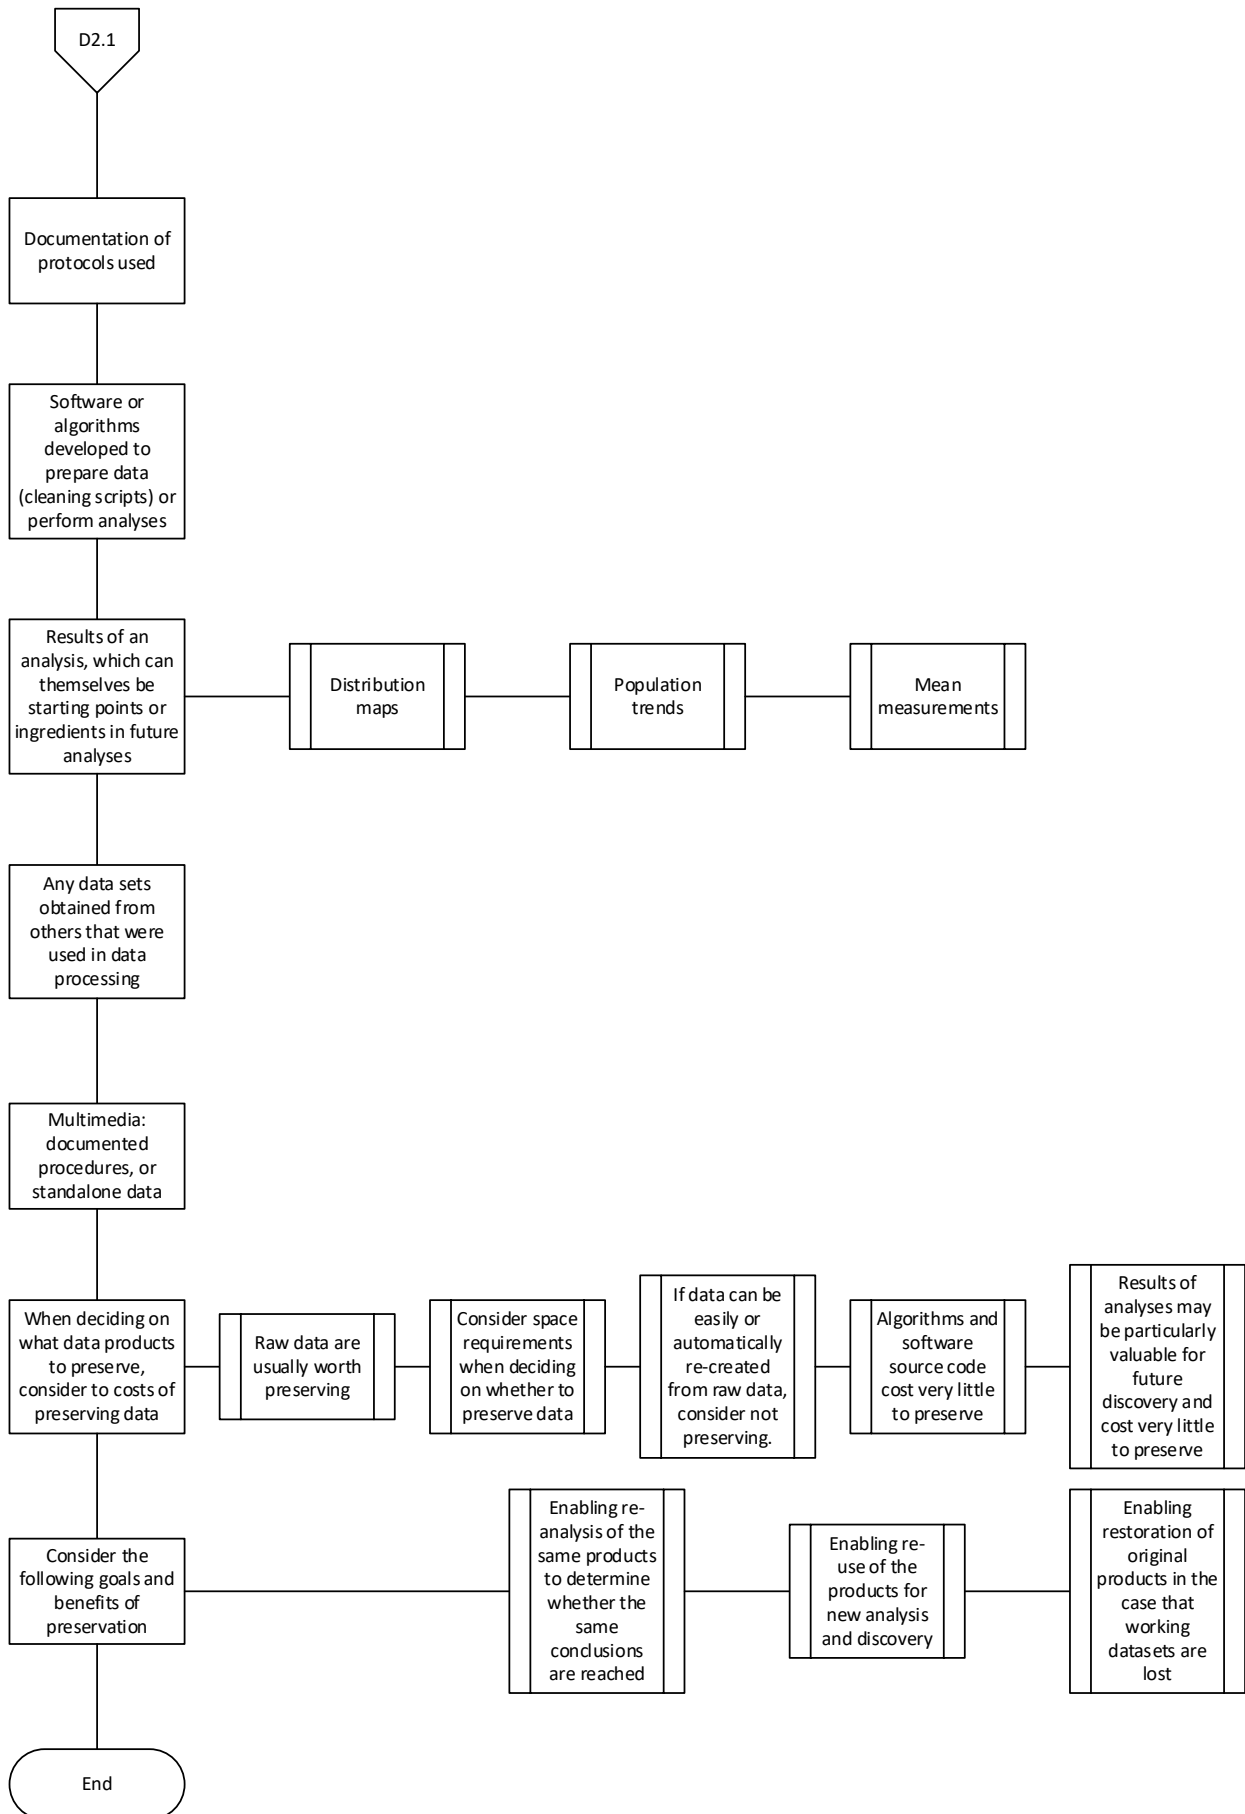 D2.1
Documentation of
protocols used
Software or
algorithms
developed to
prepare data
(cleaning scripts) or
perform analyses
Results of an
analysis, which can
themselves be
starting points or
ingredients in future
analyses
Distribution
maps
Population
trends
Mean
measurements
Any data sets
obtained from
others that were
used in data
processing
Multimedia:
documented
procedures, or
standalone data
When deciding on
what data products
to preserve,
consider to costs of
preserving data
Raw data are
usually worth
preserving
Consider space
requirements
when deciding
on whether to
preserve data
If data can be
easily or
automatically
re-created
from raw data,
consider not
preserving.
Algorithms and
software
source code
cost very little
to preserve
Results of
analyses may
be particularly
valuable for
future
discovery and
cost very little
to preserve
Consider the
following goals and
benefits of
preservation
Enabling re-
analysis of the
same products
to determine
whether the
same
conclusions
are reached
Enabling re-
use of the
products for
new analysis
and discovery
Enabling
restoration of
original
products in the
case that
working
datasets are
lost
End